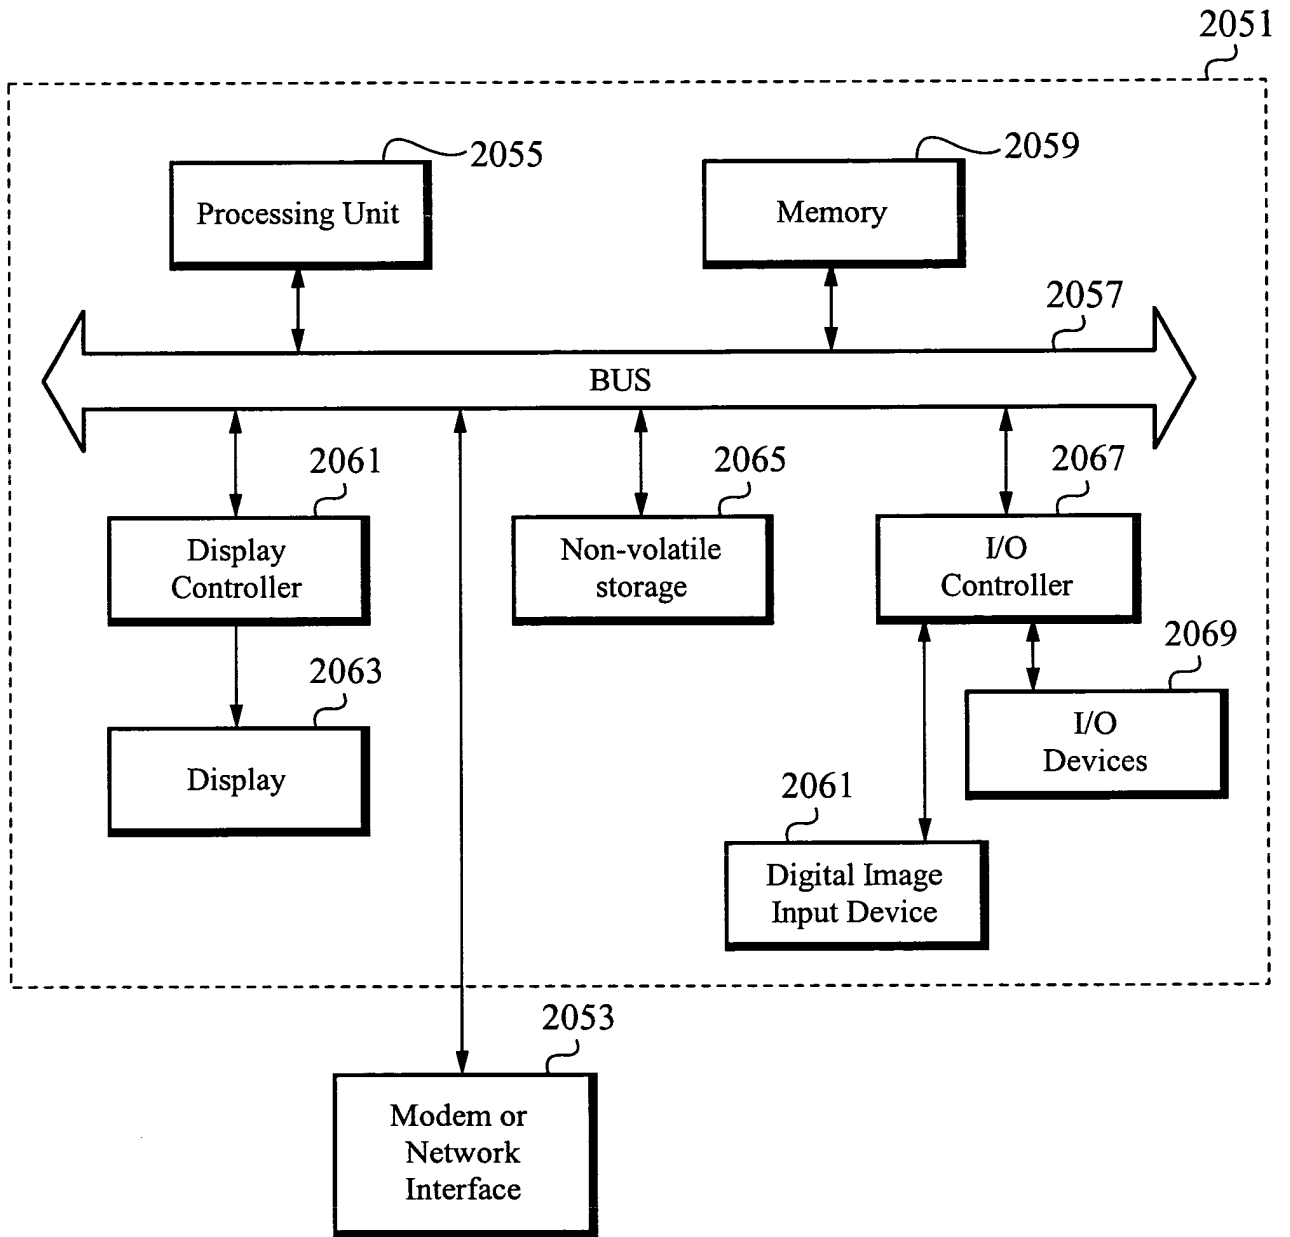 2051
2055
Processing Unit
2059
Memory
2057
BUS
2061
Display
Controller
2065
Non-volatile
storage
2067
I/O
Controller
2063
Display
2069
I/O
Devices
2061
Digital Image
Input Device
2053
Modem or
Network
Interface